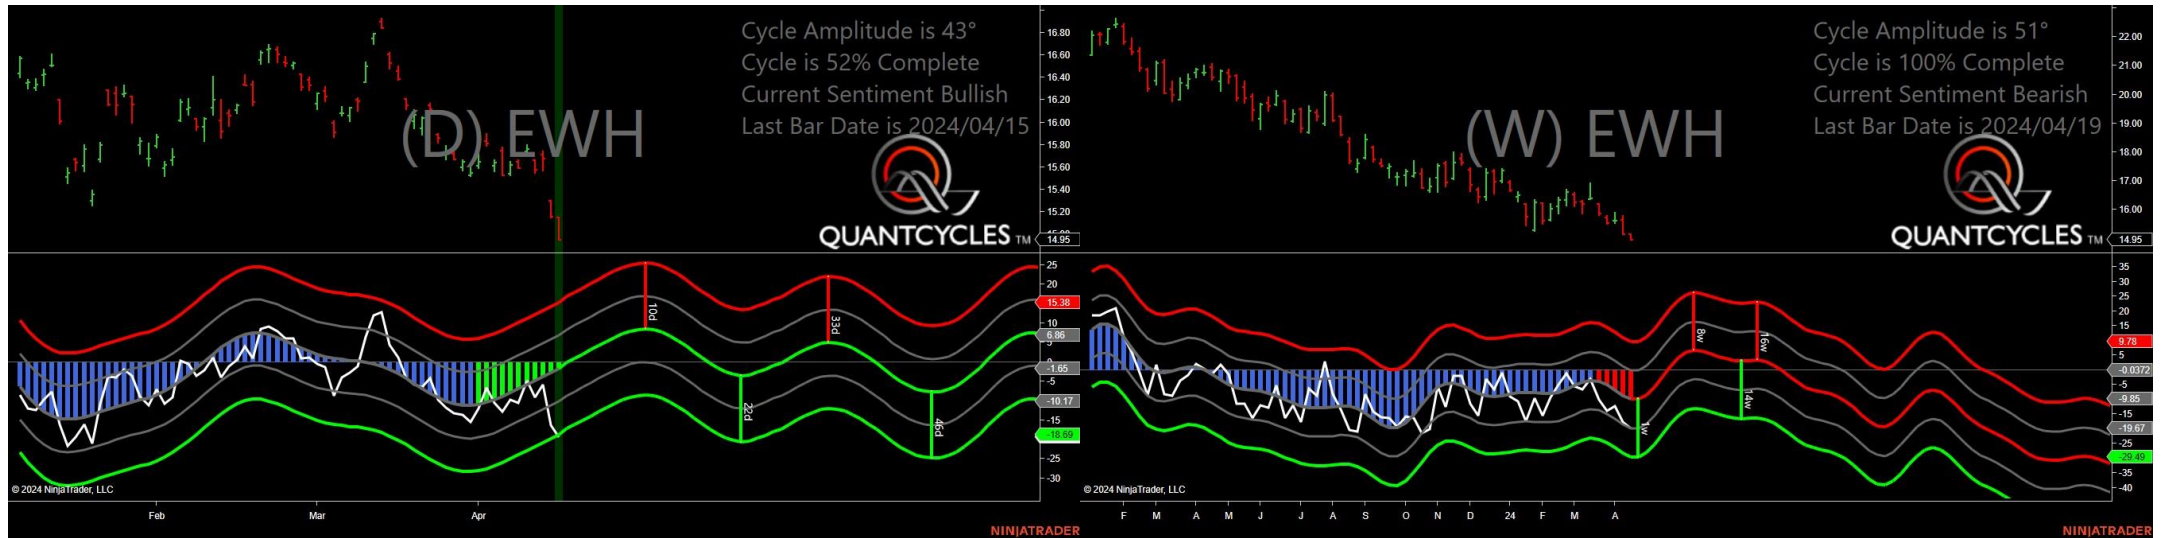 Cycle Amplitude is 43°
Cycle is 52% Complete
Current Sentiment Bullish
Last Bar Date is 2024/04/15
(D) EWH
QUANTCYCLES TM
16.80
16.60
16.40
16.20
16.00
15.80
15.60
15.40
15.20
14.95
25
20
15.38
10
6.86
0
-1.65
-5
-10.17
-15
-18.69
-25
-30
10d
22d
33d
46d
© 2024 NinjaTrader, LLC
Feb
Mar
Apr
NINJATRADER
Cycle Amplitude is 51°
Cycle is 100% Complete
Current Sentiment Bearish
Last Bar Date is 2024/04/19
(W) EWH
QUANTCYCLES TM
22.00
21.00
20.00
19.00
18.00
17.00
16.00
14.95
35
30
25
20
15
9.78
5
-0.0372
-5
-9.85
-15
-19.67
-25
-29.49
-35
-40
1w
8w
14w
16w
© 2024 NinjaTrader, LLC
F M A M J J A S O N D 24 F M A
NINJATRADER